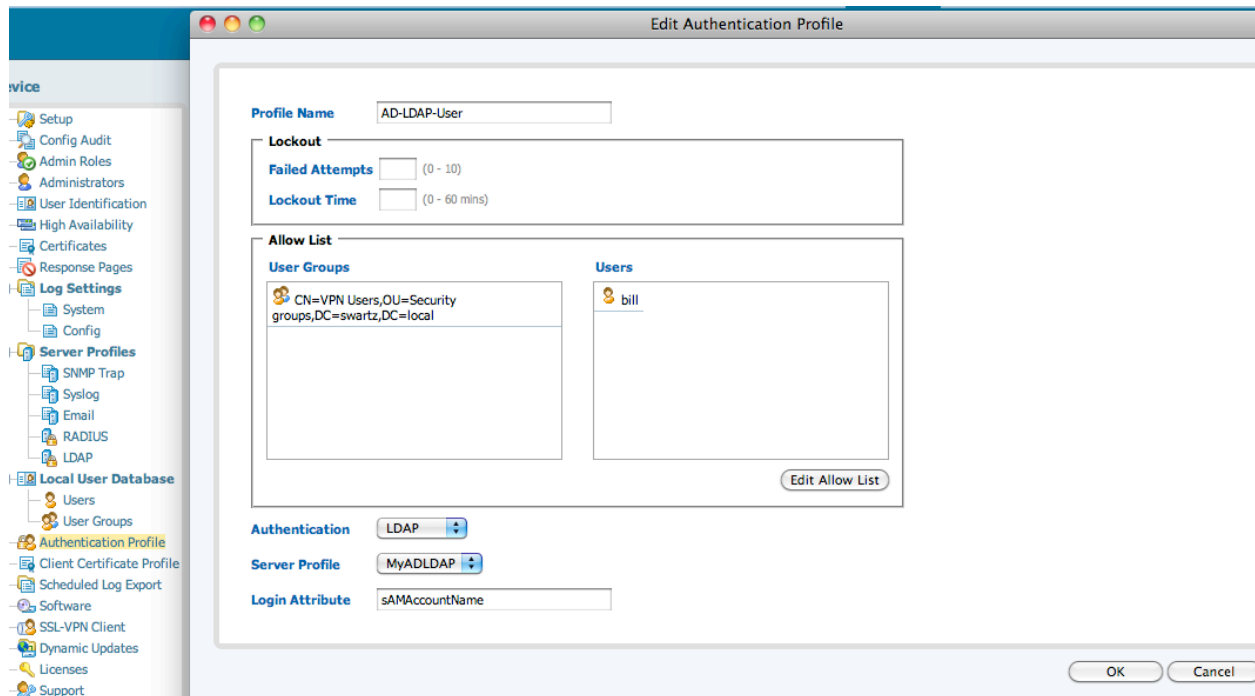 Edit Authentication Profile
evice
Setup
Config Audit
Admin Roles
Administrators
User Identification
High Availability
Certificates
Response Pages
Log Settings
System
Config
Server Profiles
SNMP Trap
Syslog
Email
RADIUS
LDAP
Local User Database
Users
User Groups
Authentication Profile
Client Certificate Profile
Scheduled Log Export
Software
SSL-VPN Client
Dynamic Updates
Licenses
Support
Profile Name AD-LDAP-User
Lockout
Failed Attempts (0 - 10)
Lockout Time (0 - 60 mins)
Allow List
User Groups
CN=VPN Users,OU=Security
groups,DC=swartz,DC=local
Users
bill
Edit Allow List
Authentication LDAP
Server Profile MyADLDAP
Login Attribute sAMAccountName
OK Cancel